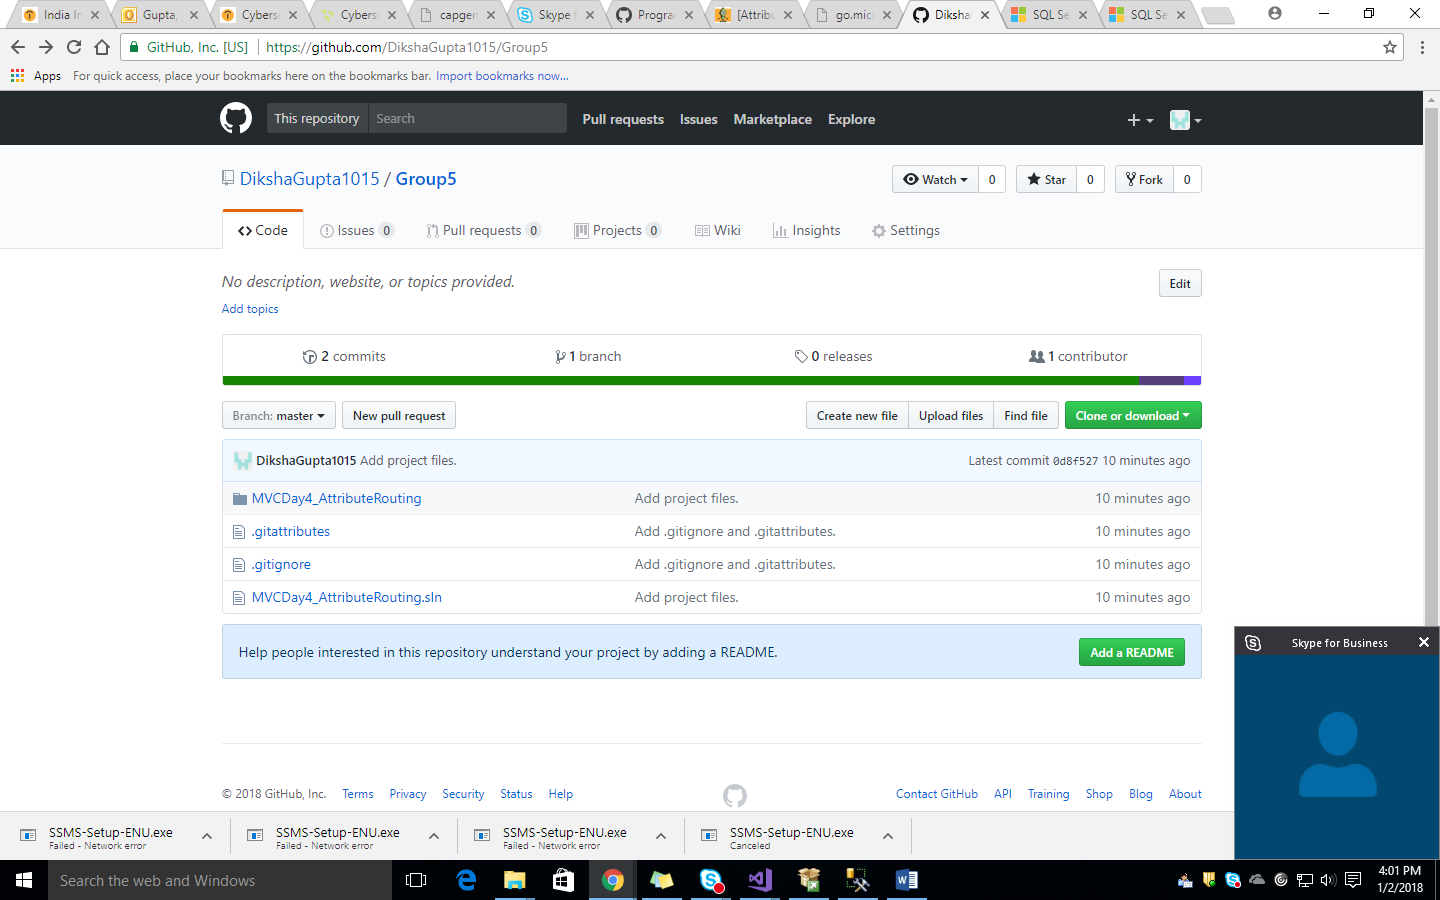 India In
Gupta,
Cybers
Cybers
capgen
Skype f
Progra
[Attribu
go.micr
Diksha
SQL Se
SQL Se
GitHub, Inc. [US] https://github.com/DikshaGupta1015/Group5
Apps For quick access, place your bookmarks here on the bookmarks bar. Import bookmarks now...
This repository Search Pull requests Issues Marketplace Explore
DikshaGupta1015 / Group5 Watch 0 Star 0 Fork 0
Code Issues 0 Pull requests 0 Projects 0 Wiki Insights Settings
No description, website, or topics provided. Edit
Add topics
2 commits 1 branch 0 releases 1 contributor
Branch: master New pull request Create new file Upload files Find file Clone or download
DikshaGupta1015 Add project files. Latest commit 0d8f527 10 minutes ago
MVCDay4_AttributeRouting Add project files. 10 minutes ago
.gitattributes Add .gitignore and .gitattributes. 10 minutes ago
.gitignore Add .gitignore and .gitattributes. 10 minutes ago
MVCDay4_AttributeRouting.sln Add project files. 10 minutes ago
Help people interested in this repository understand your project by adding a README. Add a README
Skype for Business
© 2018 GitHub, Inc. Terms Privacy Security Status Help Contact GitHub API Training Shop Blog About
SSMS-Setup-ENU.exe SSMS-Setup-ENU.exe SSMS-Setup-ENU.exe SSMS-Setup-ENU.exe
Failed - Network error Failed - Network error Failed - Network error Canceled
Search the web and Windows
4:01 PM
1/2/2018